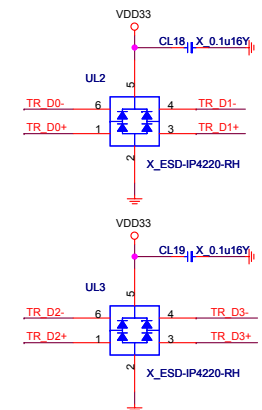 VDD33
CL18 X_0.1u16Y
UL2
5
TR_D0- 6 4 TR_D1-
TR_D0+ 1 3 TR_D1+
2
X_ESD-IP4220-RH
VDD33
CL19 X_0.1u16Y
UL3
5
TR_D2- 6 4 TR_D3-
TR_D2+ 1 3 TR_D3+
2
X_ESD-IP4220-RH